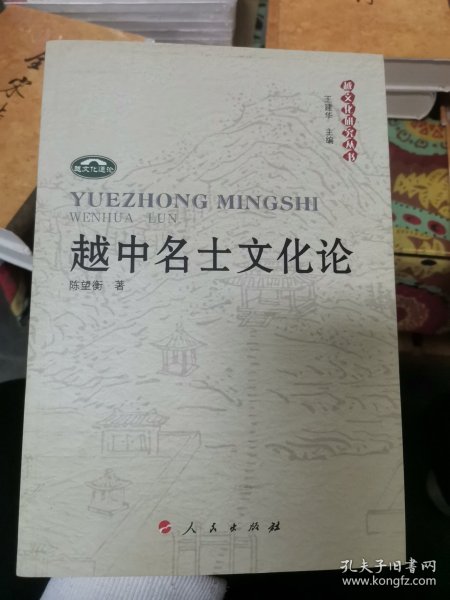 越文化研究丛书
王建华 主编
越文化通论
YUEZHONG MINGSHI
WENHUA LUN
越中名士文化论
陈望衡 著
人民出版社
全宋
孔夫子旧书网
www.kongfz.com